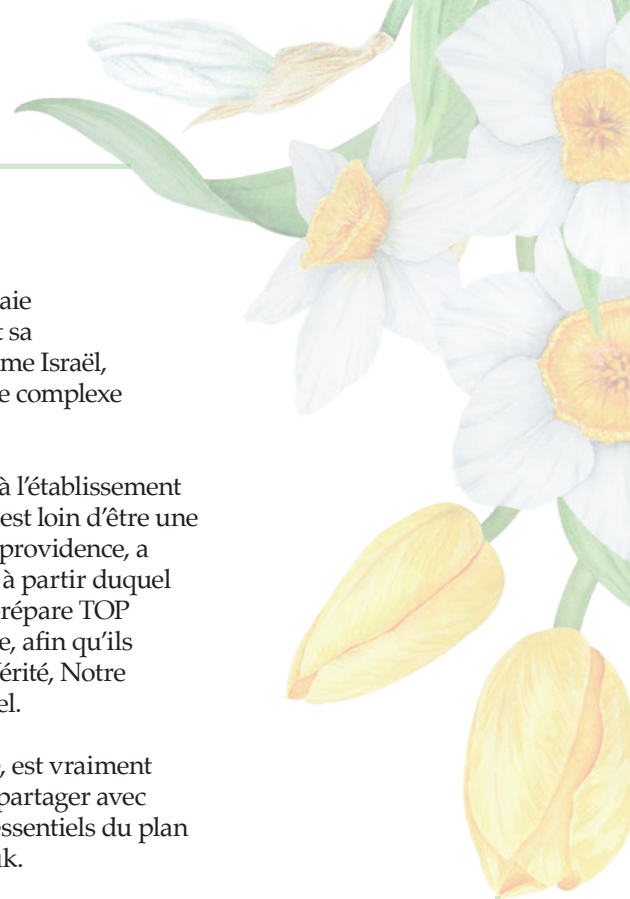 aie
sa
me Israël,
e complexe
à l’établissement
est loin d’être une
providence, a
à partir duquel
répare TOP
e, afin qu’ils
érité, Notre
el.
, est vraiment
partager avec
essentiels du plan
k.